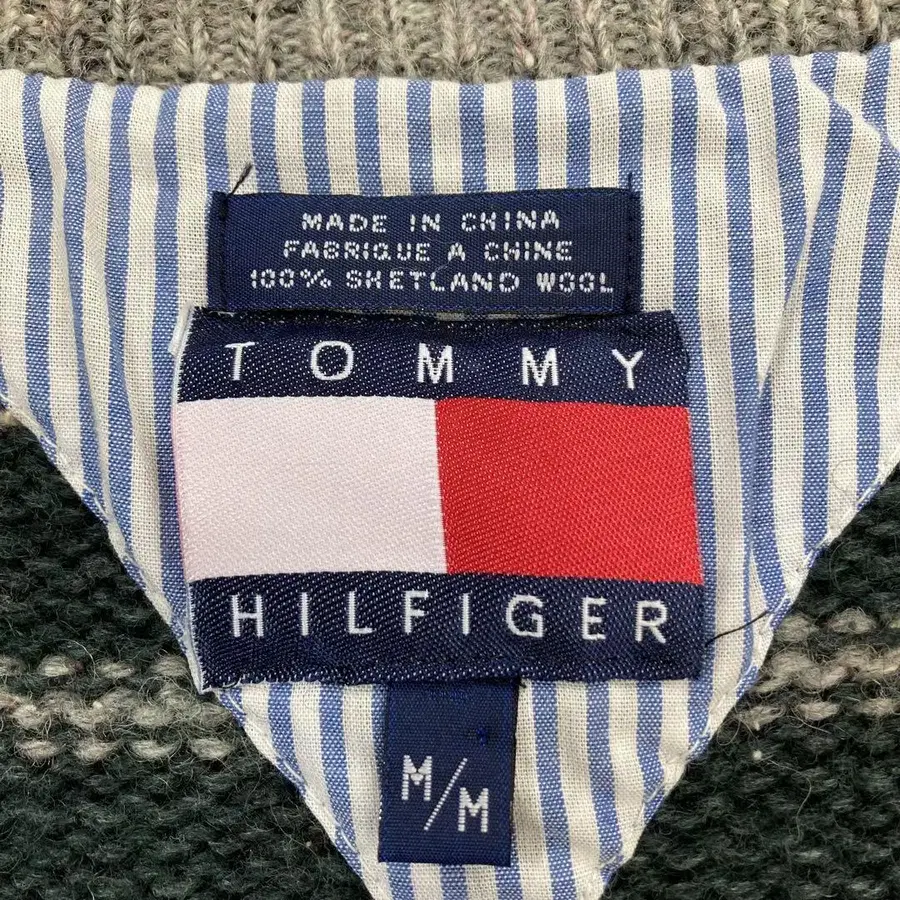 MADE IN CHINA
FABRIQUE A CHINE
100% SHETLAND WOOL
TOMMY
HILFIGER
M/M